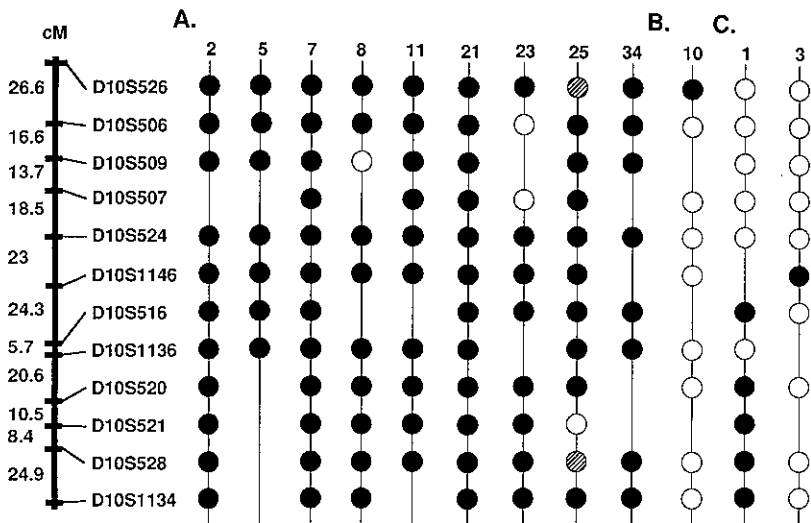 A. B. C.
cM 2 5 7 8 11 21 23 25 34 10 1 3
D10S526
26.6
D10S506
16.6
D10S509
13.7
D10S507
18.5
D10S524
23
D10S1146
24.3
D10S516
5.7
D10S1136
20.6
D10S520
10.5
D10S521
8.4
D10S528
24.9
D10S1134